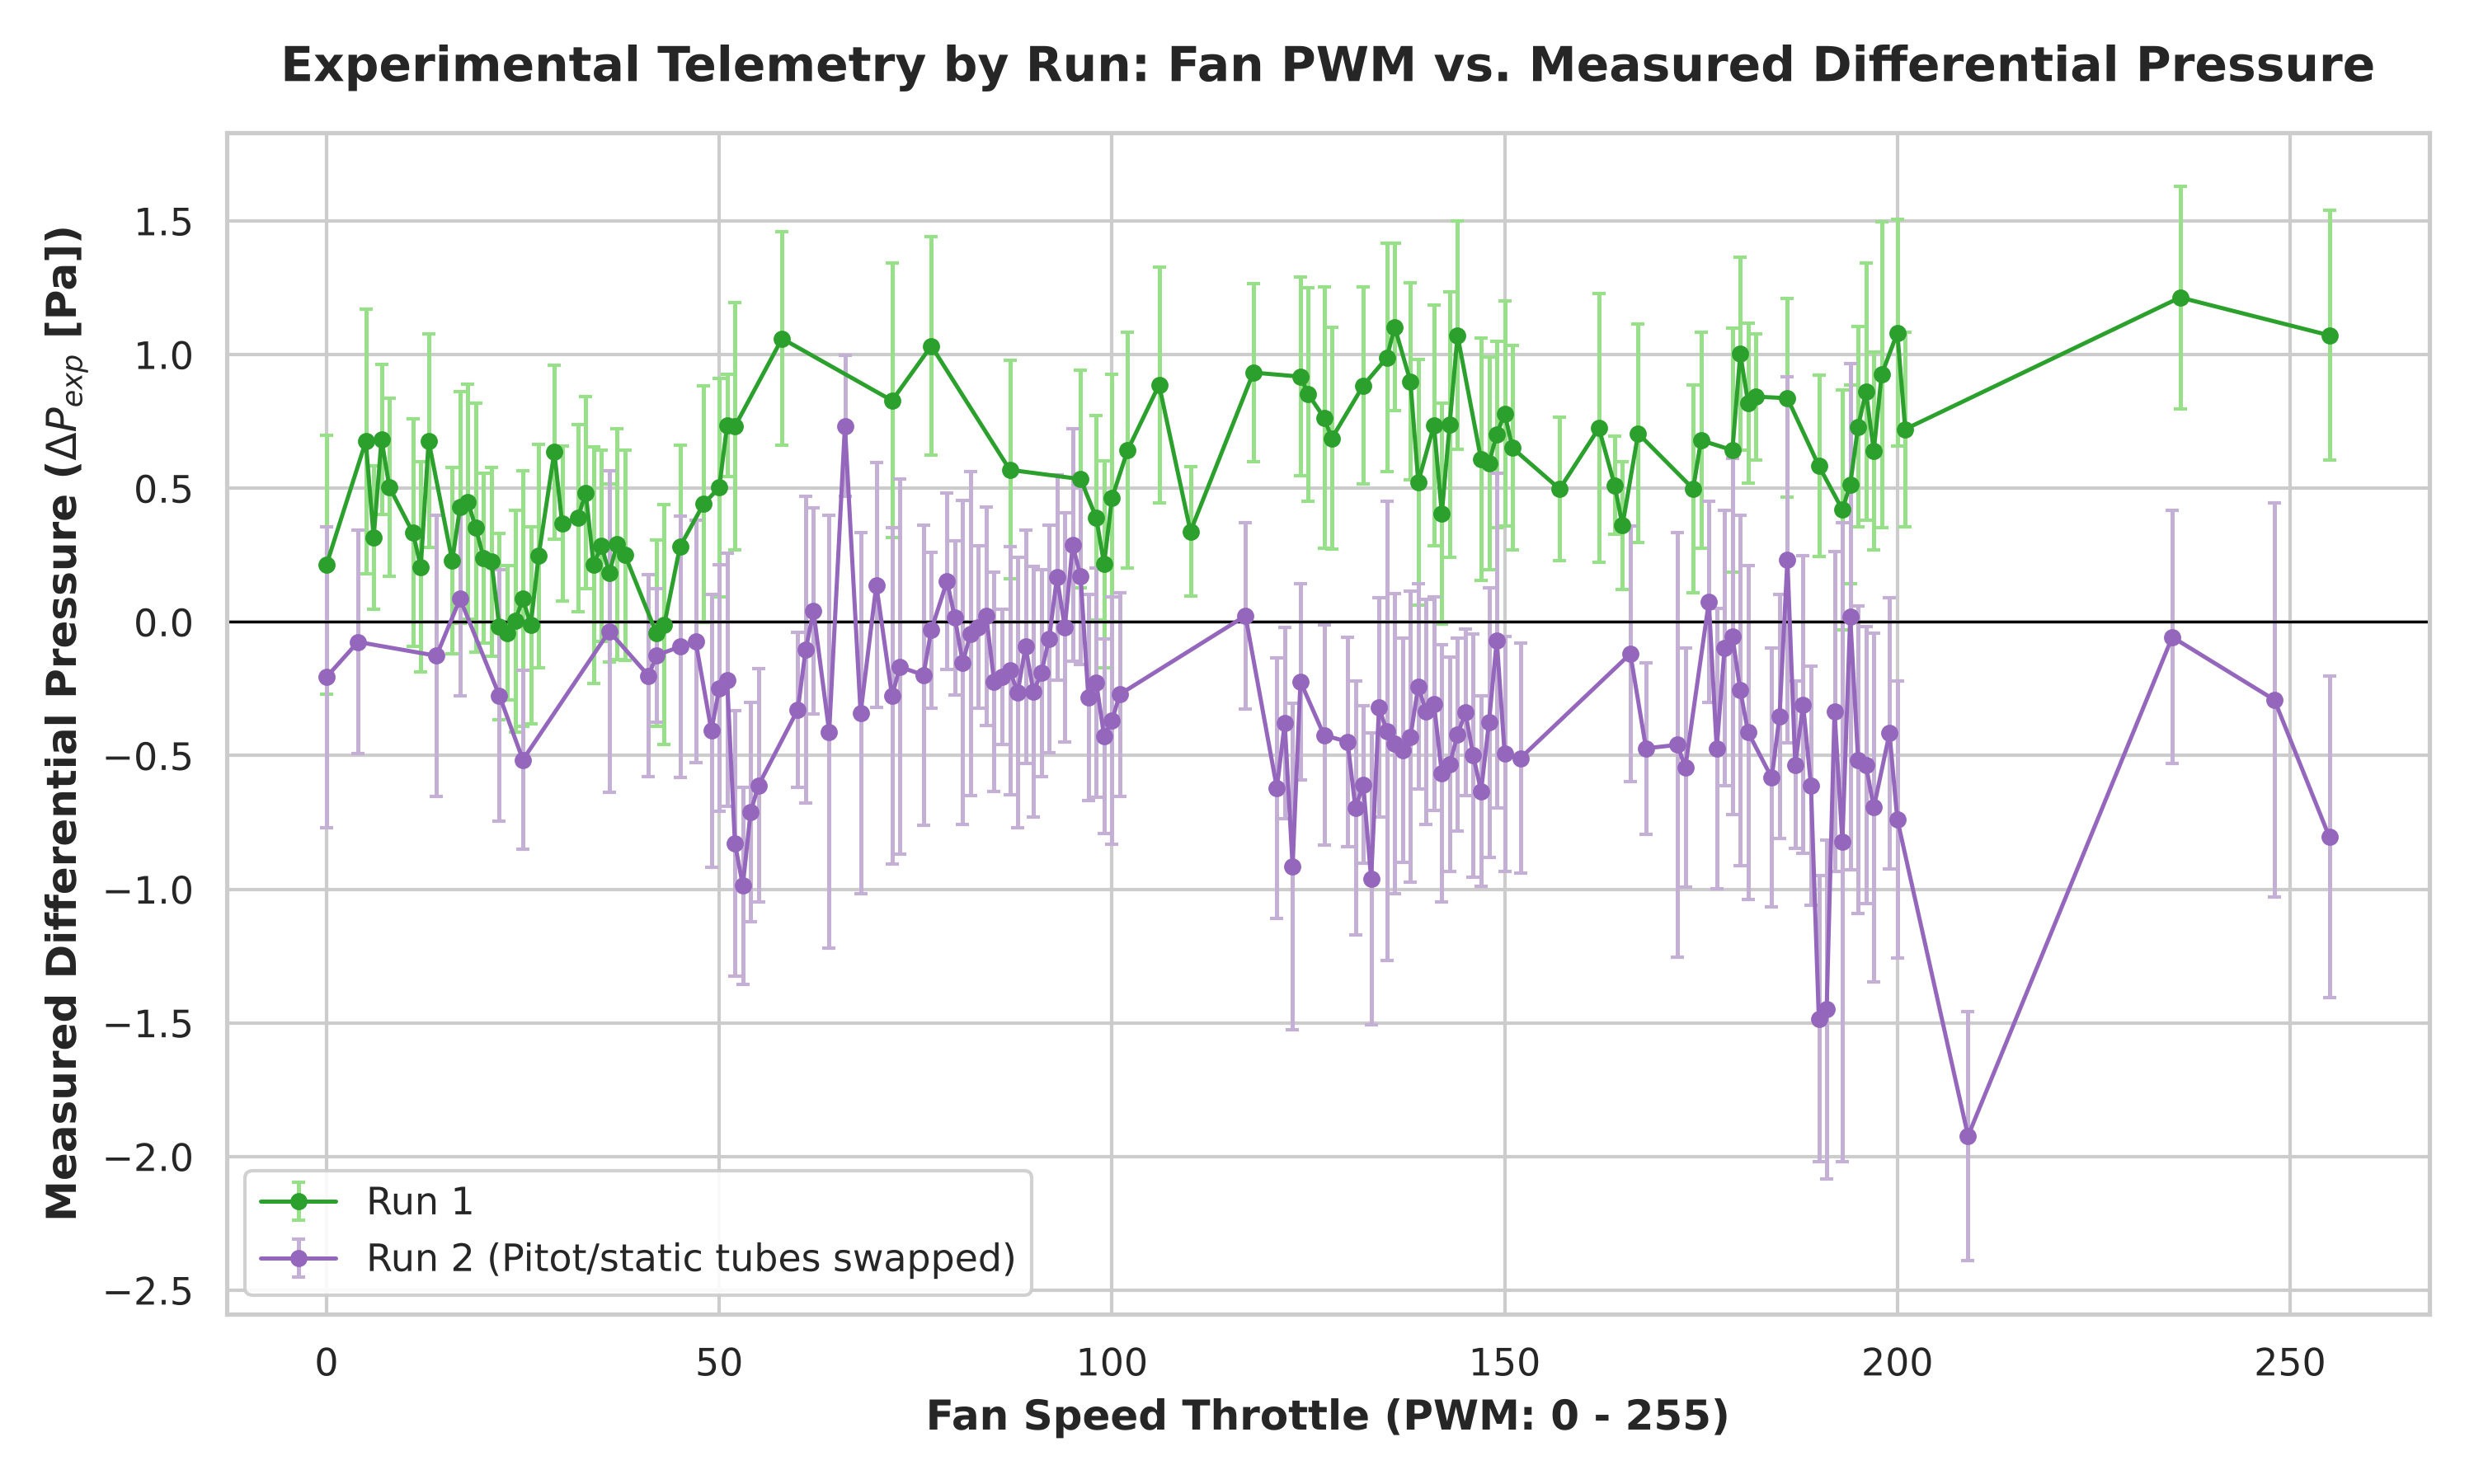 Experimental Telemetry by Run: Fan PWM vs. Measured Differential Pressure
Measured Differential Pressure (ΔP_exp [Pa])
1.5
1.0
0.5
0.0
−0.5
−1.0
−1.5
−2.0
−2.5
Run 1
Run 2 (Pitot/static tubes swapped)
0 50 100 150 200 250
Fan Speed Throttle (PWM: 0 - 255)